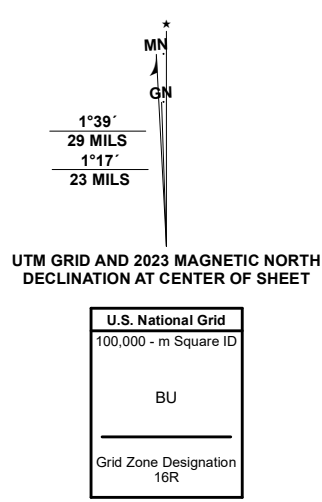 MN
GN
1°39´
29 MILS
1°17´
23 MILS
UTM GRID AND 2023 MAGNETIC NORTH
DECLINATION AT CENTER OF SHEET
U.S. National Grid
100,000 - m Square ID
BU
Grid Zone Designation
16R